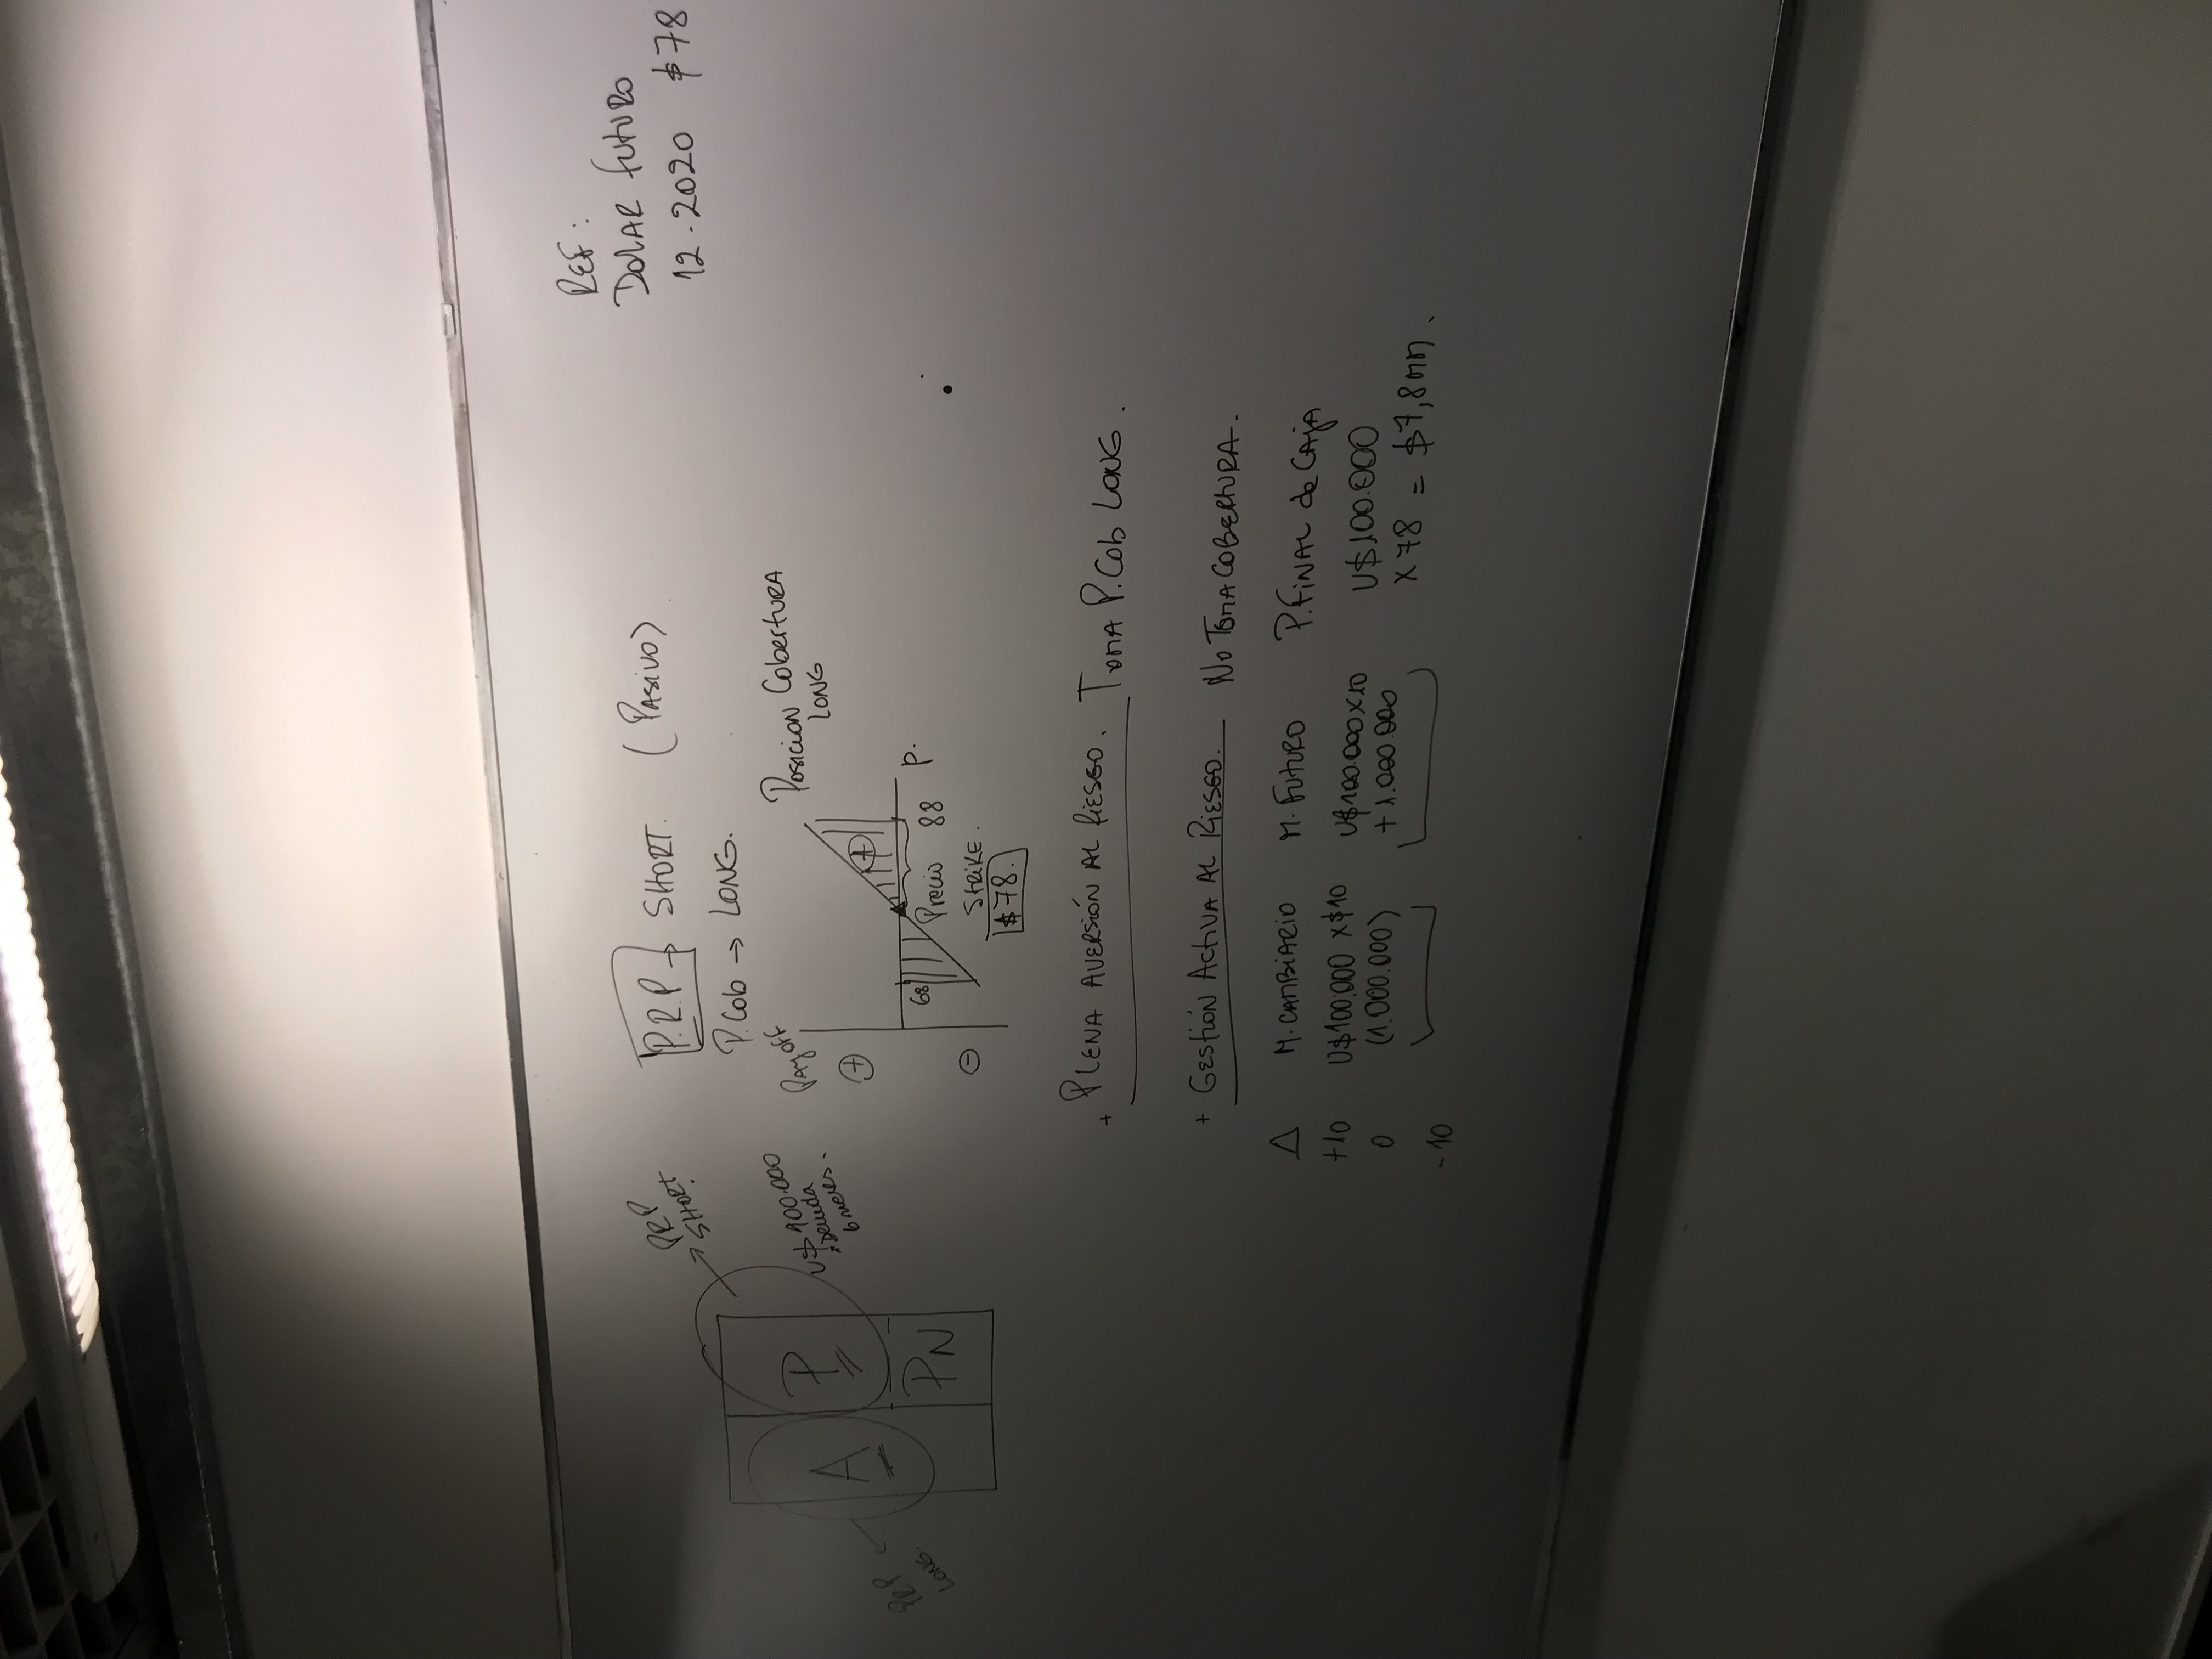 REF:
DOLAR FUTURO
12.2020 $78
PRP
SHORT
A
P
PN
PRP
LONG.
U$100.000
* Deuda
6 meses.
P.R.P → SHORT. (PASIVO)
P.Cob → LONG.
Payoff
+
-
Posicion Cobertura
LONG
+
68
Precio
88
P.
STRIKE.
$78.
+ PLENA AVERSIÓN AL RIESGO. TOMA P.Cob LONG.
+ GESTIÓN ACTIVA AL RIESGO. NO TOMA COBERTURA.
Δ M. CAMBIARIO M. FUTURO P. FINAL de CAJA
+10 U$100.000 x $10 U$100.000 x 10 U$100.000
0 (1.000.000) + 1.000.000 x 78 = $7,8mm.
-10